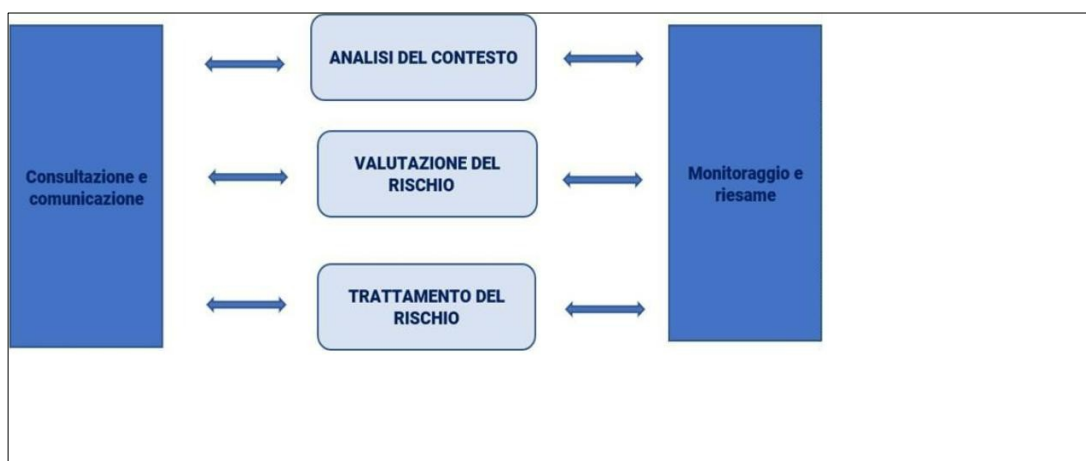 ANALISI DEL CONTESTO
Consultazione e
comunicazione
VALUTAZIONE DEL
RISCHIO
Monitoraggio e
riesame
TRATTAMENTO DEL
RISCHIO